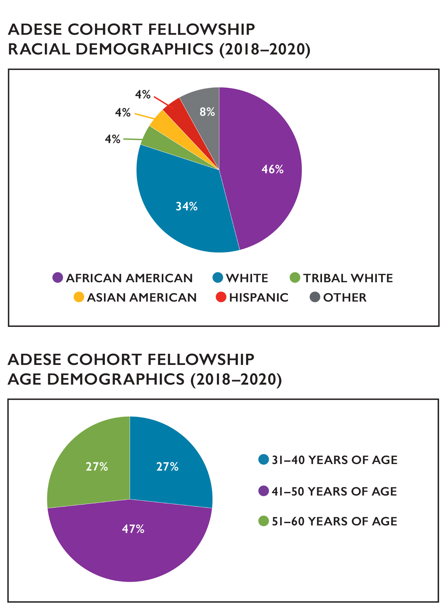 ADESE COHORT FELLOWSHIP
RACIAL DEMOGRAPHICS (2018–2020)
4%
4%
4%
8%
46%
34%
AFRICAN AMERICAN WHITE TRIBAL WHITE
ASIAN AMERICAN HISPANIC OTHER
ADESE COHORT FELLOWSHIP
AGE DEMOGRAPHICS (2018–2020)
27% 27%
47%
31–40 YEARS OF AGE
41–50 YEARS OF AGE
51–60 YEARS OF AGE